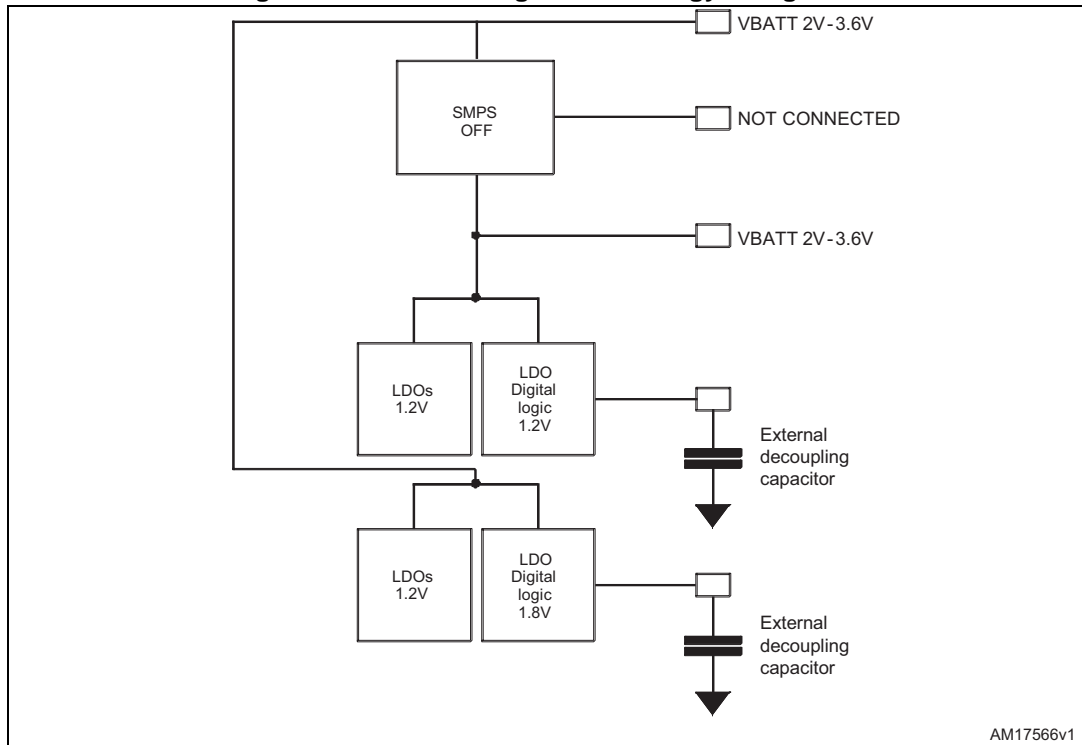 VBATT 2V-3.6V
SMPS
OFF
NOT CONNECTED
VBATT 2V-3.6V
LDOs
1.2V
LDO
Digital
logic
1.2V
External
decoupling
capacitor
LDOs
1.2V
LDO
Digital
logic
1.8V
External
decoupling
capacitor
AM17566v1